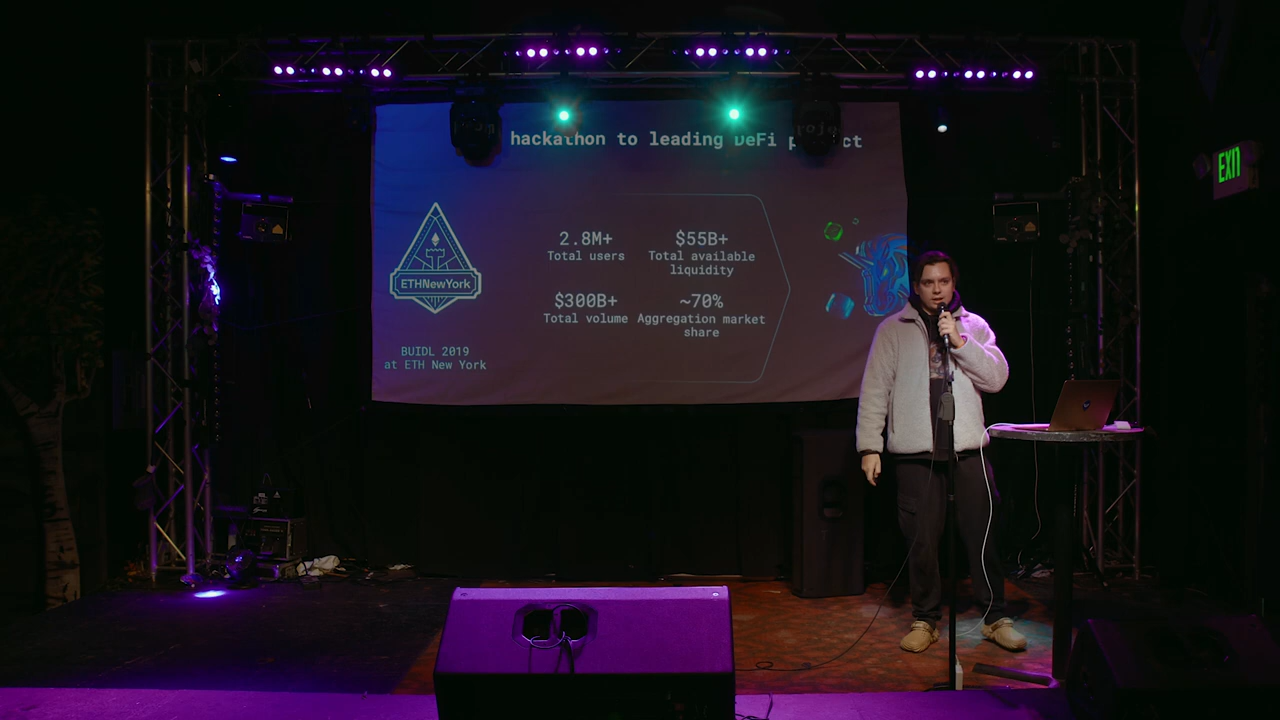 hackathon to leading DeFi p ct
2.8M+
Total users
$55B+
Total available
liquidity
$300B+
Total volume
~70%
Aggregation market
share
ETHNewYork
BUIDL 2019
at ETH New York
EXIT